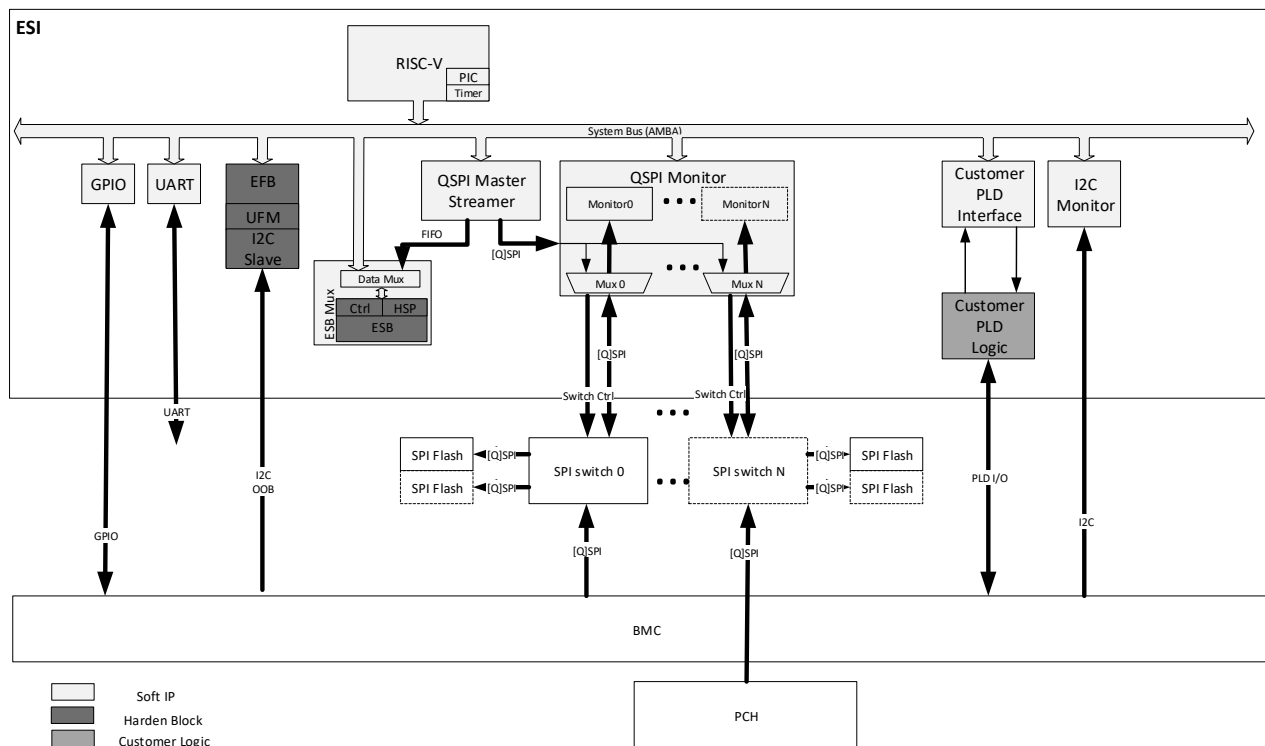 ESI
RISC-V
PIC
Timer
System Bus (AMBA)
GPIO
UART
EFB
UFM
I2C
Slave
QSPI Master
Streamer
QSPI Monitor
Monitor0
MonitorN
Customer
PLD
Interface
I2C
Monitor
FIFO
[Q]SPI
Mux 0
Mux N
ESB Mux
Data Mux
Ctrl
HSP
ESB
Customer
PLD
Logic
[Q]SPI
[Q]SPI
Switch Ctrl
Switch Ctrl
UART
SPI Flash
[Q]SPI
SPI switch 0
SPI switch N
[Q]SPI
SPI Flash
SPI Flash
[Q]SPI
[Q]SPI
SPI Flash
I2C
OOB
PLD I/O
GPIO
[Q]SPI
[Q]SPI
I2C
BMC
Soft IP
Harden Block
Customer Logic
PCH